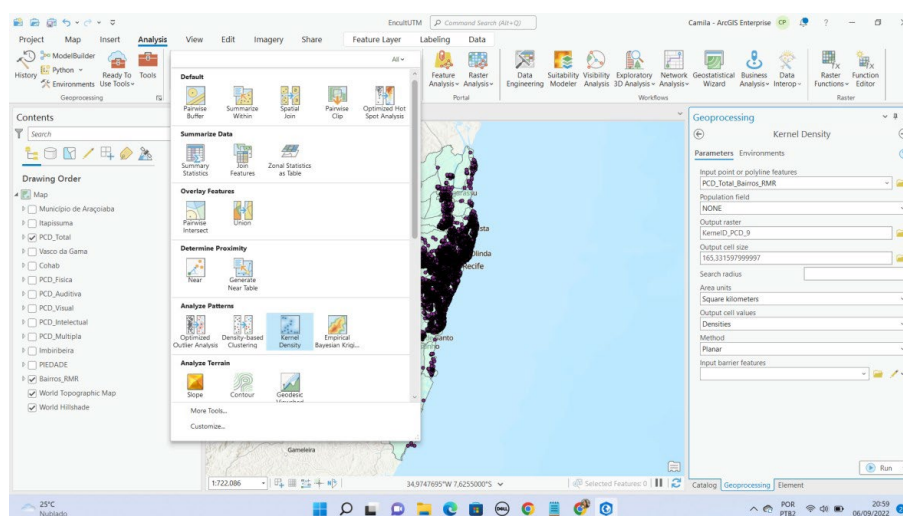 EncultUTM
Command Search (Alt+Q)
Camila - ArcGIS Enterprise
CP
?
Project Map Insert Analysis View Edit Imagery Share Feature Layer Labeling Data
History
ModelBuilder
Python
Environments
Ready To Use Tools
Tools
Geoprocessing
Feature Analysis
Raster Analysis
Portal
Data Engineering
Suitability Modeler
Visibility Analysis
Exploratory 3D Analysis
Network Analysis
Geostatistical Wizard
Business Analysis
Data Interop
Workflows
Raster Functions
Function Editor
Raster
Contents
Search
Drawing Order
Map
Município de Araçoiaba
Itapissuma
PCD_Total
Vasco da Gama
Cohab
PCD_Fisica
PCD_Auditiva
PCD_Visual
PCD_Intelectual
PCD_Multipla
Imbiribeira
PIEDADE
Bairros_RMR
World Topographic Map
World Hillshade
All
Default
Pairwise Buffer
Summarize Within
Spatial Join
Pairwise Clip
Optimized Hot Spot Analysis
Summarize Data
Summary Statistics
Join Features
Zonal Statistics as Table
Overlay Features
Pairwise Intersect
Union
Determine Proximity
Near
Generate Near Table
Analyze Patterns
Optimized Outlier Analysis
Density-based Clustering
Kernel Density
Empirical Bayesian Krigi...
Analyze Terrain
Slope
Contour
Geodesic
More Tools...
Customize...
Recife
Gameleira
1:722.086
34,9747695°W 7,6255000°S
Selected Features: 0
Geoprocessing
Kernel Density
Parameters Environments
Input point or polyline features
PCD_Total_Bairros_RMR
Population field
NONE
Output raster
KernelD_PCD_9
Output cell size
165,331597999997
Search radius
Area units
Square kilometers
Output cell values
Densities
Method
Planar
Input barrier features
Run
Catalog Geoprocessing Element
25°C
Nublado
DELL
POR
PTB2
20:59
06/09/2022